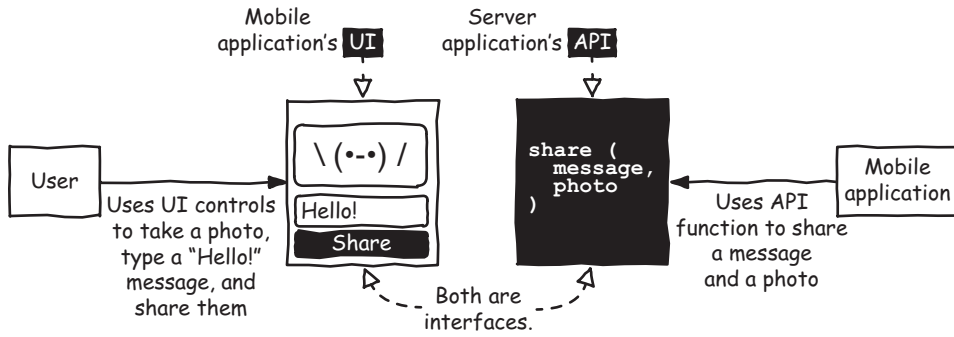 Mobile
application's UI
Server
application's API
User
Uses UI controls
to take a photo,
type a “Hello!”
message, and
share them
\ (•-•) /
Hello!
Share
share (
message,
photo
)
Mobile
application
Uses API
function to share
a message
and a photo
Both are
interfaces.